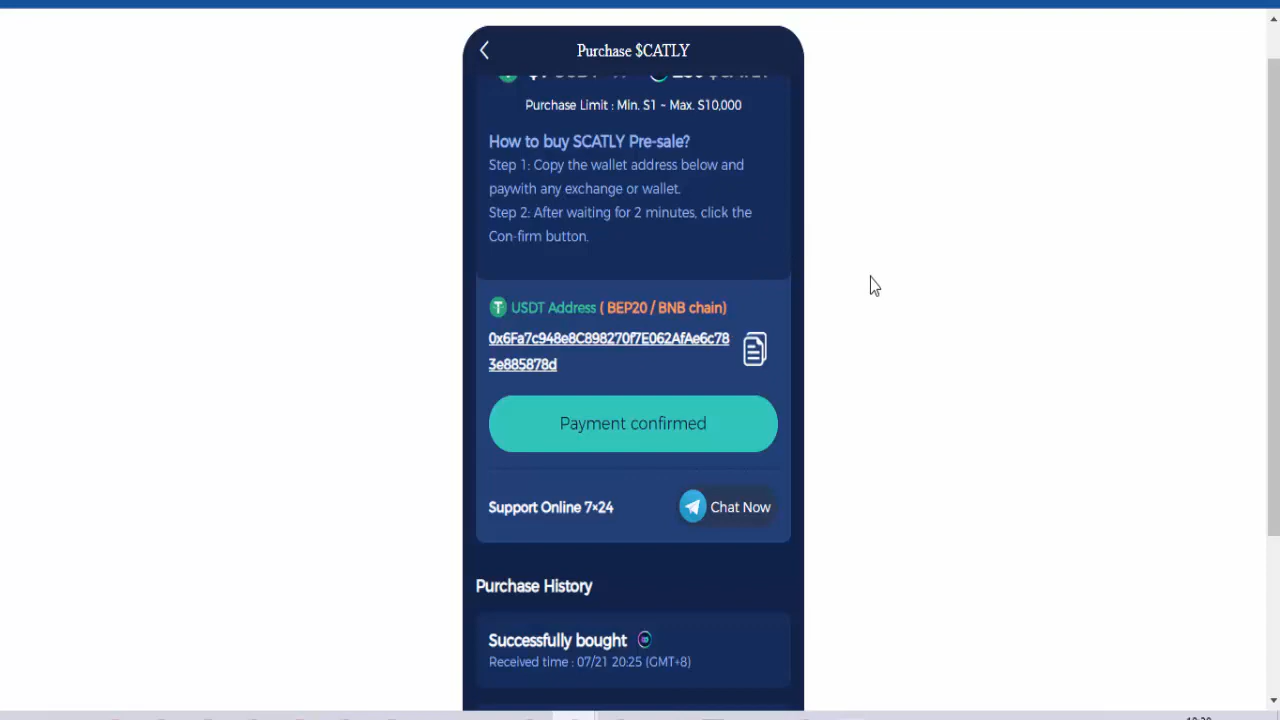 Purchase $CATLY
Purchase Limit : Min. S1 ~ Max. S10,000
How to buy SCATLY Pre-sale?
Step 1: Copy the wallet address below and
paywith any exchange or wallet.
Step 2: After waiting for 2 minutes, click the
Con-firm button.
USDT Address ( BEP20 / BNB chain)
0x6Fa7c948e8C898270f7E062AfAe6c78
3e885878d
Payment confirmed
Support Online 7×24
Chat Now
Purchase History
Successfully bought
Received time : 07/21 20:25 (GMT+8)